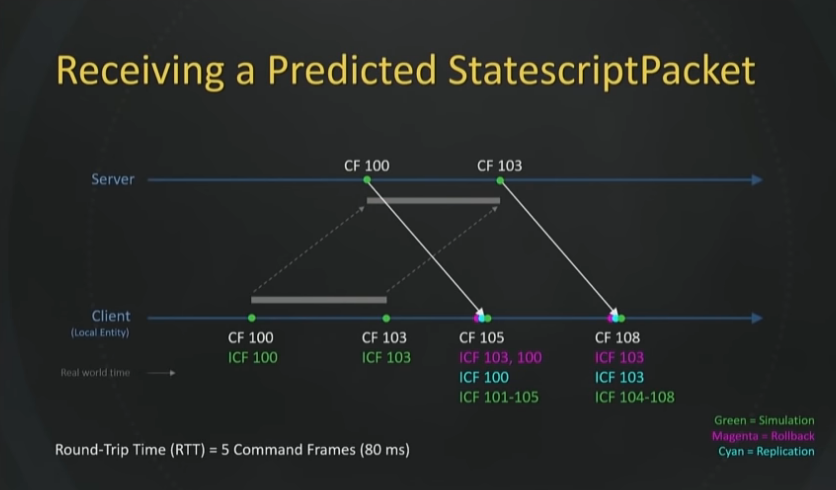 Receiving a Predicted StatescriptPacket
CF 100
CF 103
Server
Client
(Local Entity)
CF 100
CF 103
CF 105
CF 108
ICF 100
ICF 103
ICF 103, 100
ICF 103
Real world time
ICF 100
ICF 103
ICF 101-105
ICF 104-108
Green = Simulation
Magenta = Rollback
Cyan = Replication
Round-Trip Time (RTT) = 5 Command Frames (80 ms)